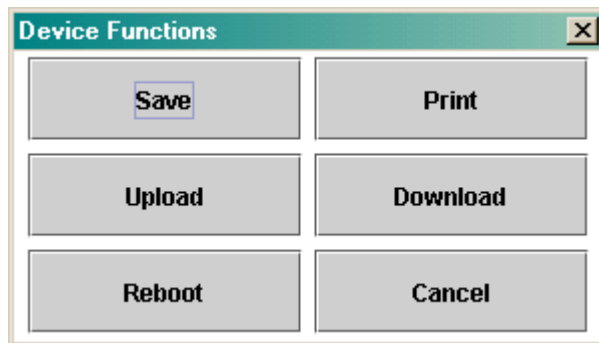 Device Functions
Save
Print
Upload
Download
Reboot
Cancel